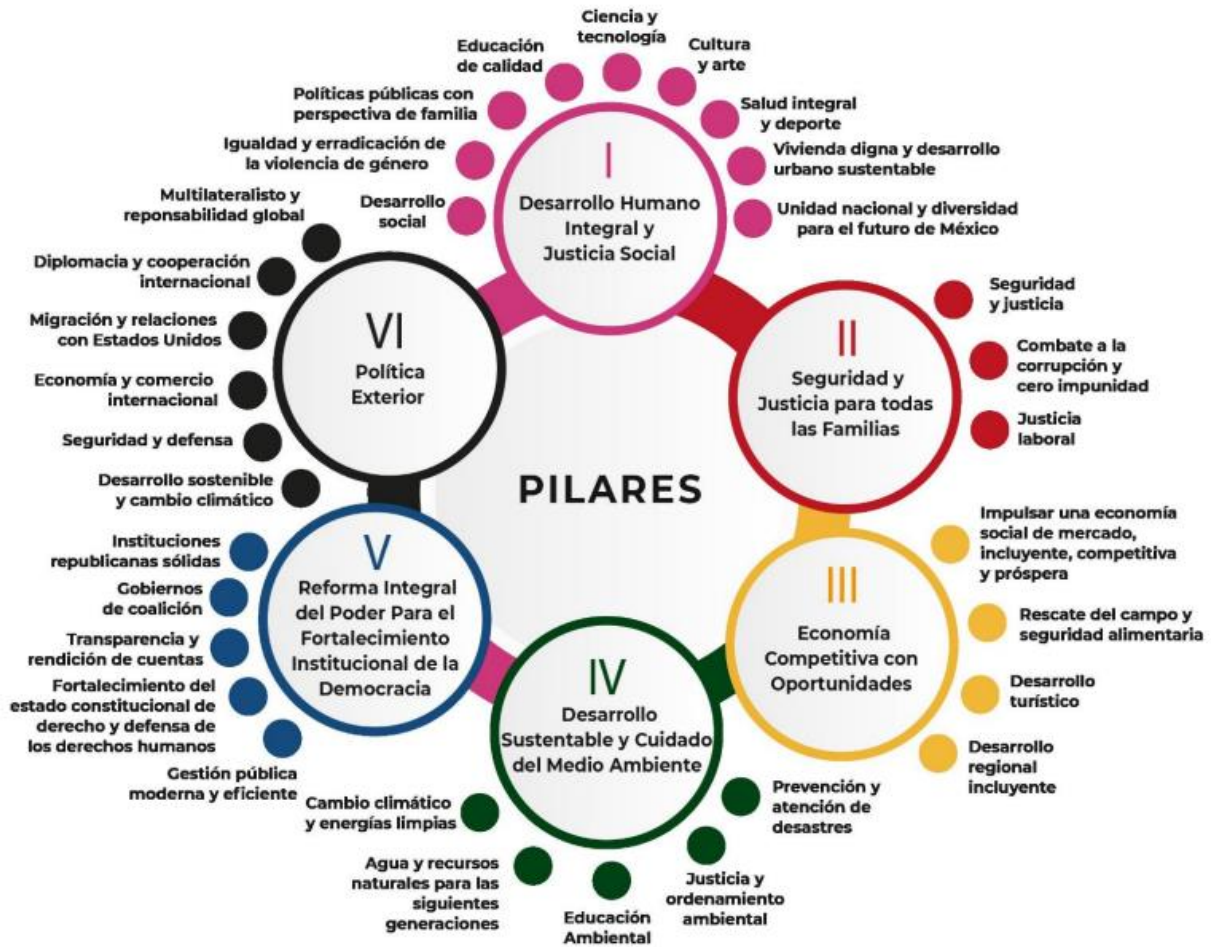 PILARES
I
Desarrollo Humano
Integral y
Justicia Social
Desarrollo
social
Igualdad y erradicación de
la violencia de género
Políticas públicas con
perspectiva de familia
Educación
de calidad
Ciencia y
tecnología
Cultura
y arte
Salud integral
y deporte
Vivienda digna y desarrollo
urbano sustentable
Unidad nacional y diversidad
para el futuro de México
II
Seguridad y
Justicia para todas
las Familias
Seguridad
y justicia
Combate a la
corrupción y
cero impunidad
Justicia
laboral
III
Economía
Competitiva con
Oportunidades
Impulsar una economía
social de mercado,
incluyente, competitiva
y próspera
Rescate del campo y
seguridad alimentaria
Desarrollo
turístico
Desarrollo
regional
incluyente
IV
Desarrollo
Sustentable y Cuidado
del Medio Ambiente
Prevención y
atención de
desastres
Justicia y
ordenamiento
ambiental
Educación
Ambiental
Agua y recursos
naturales para las
siguientes
generaciones
Cambio climático
y energías limpias
V
Reforma Integral
del Poder Para el
Fortalecimiento
Institucional de la
Democracia
Instituciones
republicanas sólidas
Gobiernos
de coalición
Transparencia y
rendición de cuentas
Fortalecimiento del
estado constitucional de
derecho y defensa de
los derechos humanos
Gestión pública
moderna y eficiente
VI
Política
Exterior
Multilateralisto y
reponsabilidad global
Diplomacia y cooperación
internacional
Migración y relaciones
con Estados Unidos
Economía y comercio
internacional
Seguridad y defensa
Desarrollo sostenible
y cambio climático